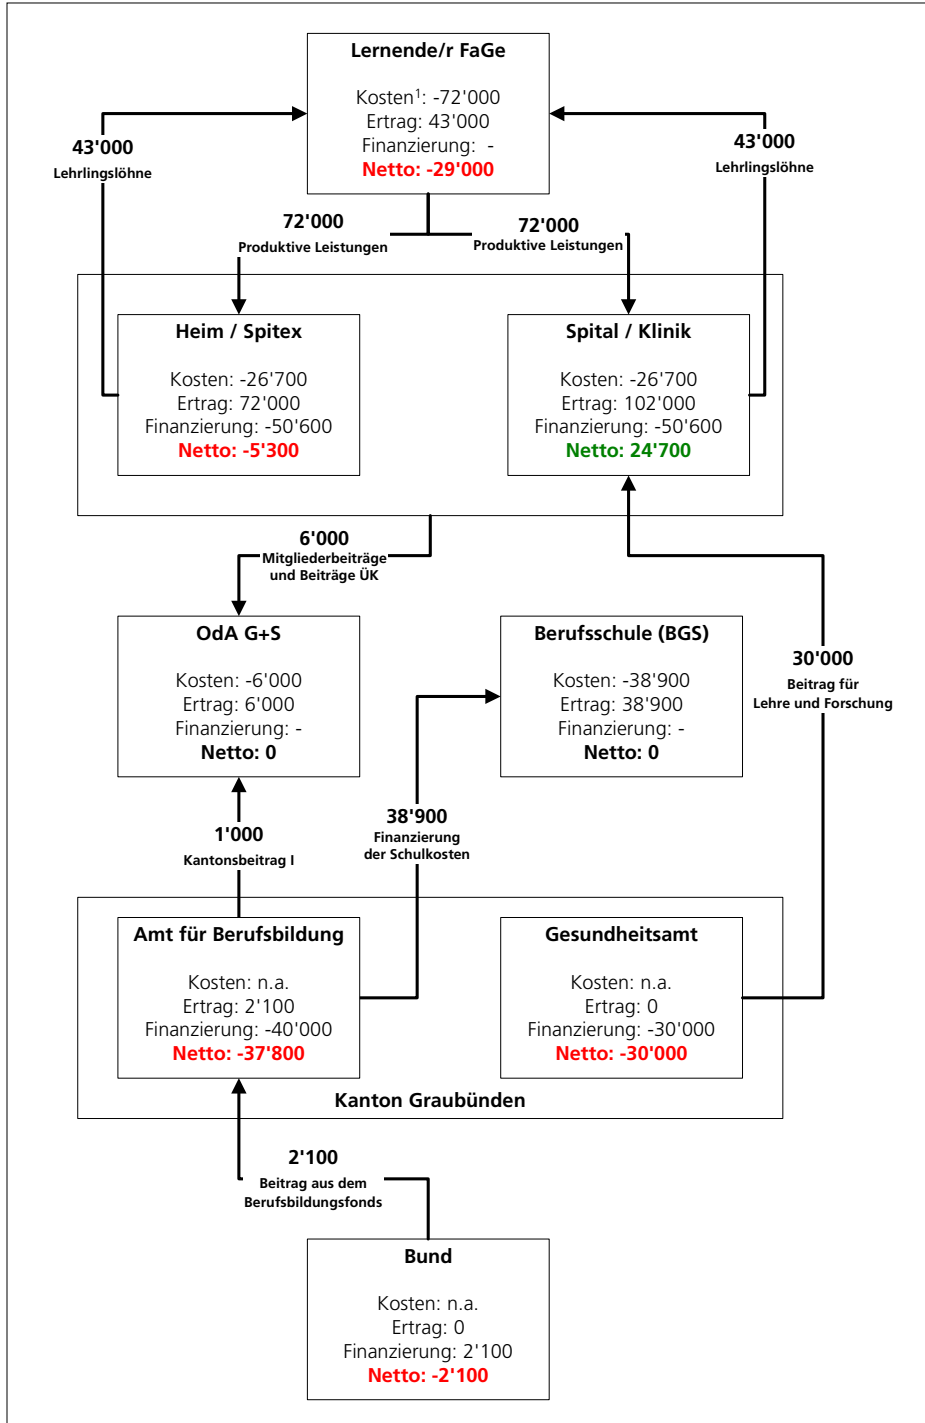 Lernende/r FaGe
Kosten¹: -72'000
Ertrag: 43'000
Finanzierung: -
Netto: -29'000
43'000
Lehrlingslöhne
43'000
Lehrlingslöhne
72'000
Produktive Leistungen
72'000
Produktive Leistungen
Heim / Spitex
Kosten: -26'700
Ertrag: 72'000
Finanzierung: -50'600
Netto: -5'300
Spital / Klinik
Kosten: -26'700
Ertrag: 102'000
Finanzierung: -50'600
Netto: 24'700
6'000
Mitgliederbeiträge
und Beiträge ÜK
OdA G+S
Kosten: -6'000
Ertrag: 6'000
Finanzierung: -
Netto: 0
Berufsschule (BGS)
Kosten: -38'900
Ertrag: 38'900
Finanzierung: -
Netto: 0
30'000
Beitrag für
Lehre und Forschung
1'000
Kantonsbeitrag I
38'900
Finanzierung
der Schulkosten
Amt für Berufsbildung
Kosten: n.a.
Ertrag: 2'100
Finanzierung: -40'000
Netto: -37'800
Gesundheitsamt
Kosten: n.a.
Ertrag: 0
Finanzierung: -30'000
Netto: -30'000
Kanton Graubünden
2'100
Beitrag aus dem
Berufsbildungsfonds
Bund
Kosten: n.a.
Ertrag: 0
Finanzierung: 2'100
Netto: -2'100